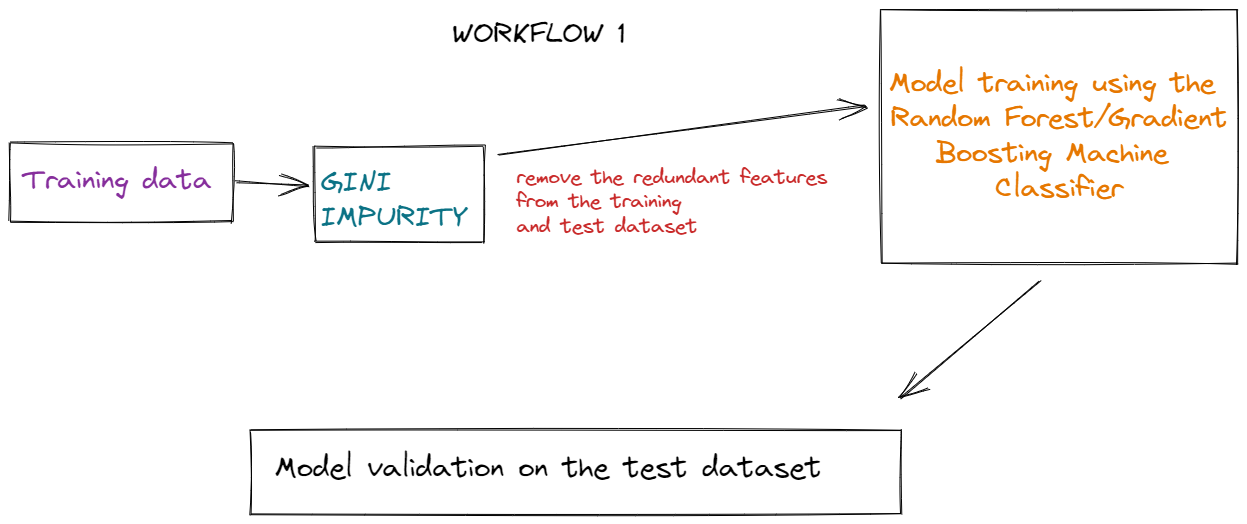 WORKFLOW 1
Training data
GINI
IMPURITY
remove the redundant features
from the training
and test dataset
Model training using the
Random Forest/Gradient
Boosting Machine
Classifier
Model validation on the test dataset